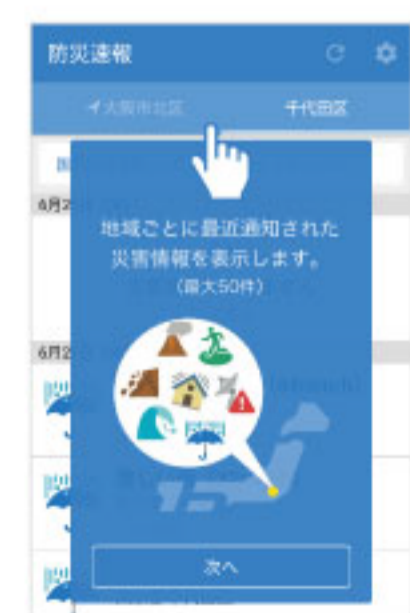 防災速報
大阪市北区
千代田区
地域ごとに最近通知された
災害情報を表示します。
(最大50件)
次へ